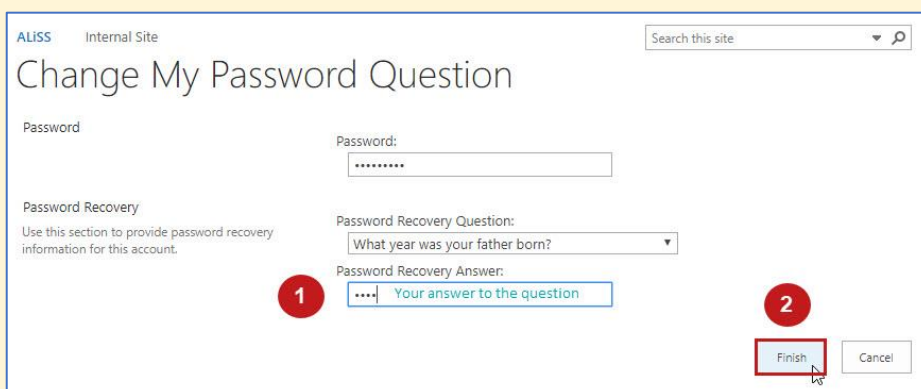 ALiSS Internal Site
Search this site
Change My Password Question
Password
Password:
•••••••••
Password Recovery
Use this section to provide password recovery
information for this account.
Password Recovery Question:
What year was your father born?
Password Recovery Answer:
•••• Your answer to the question
1
2
Finish Cancel